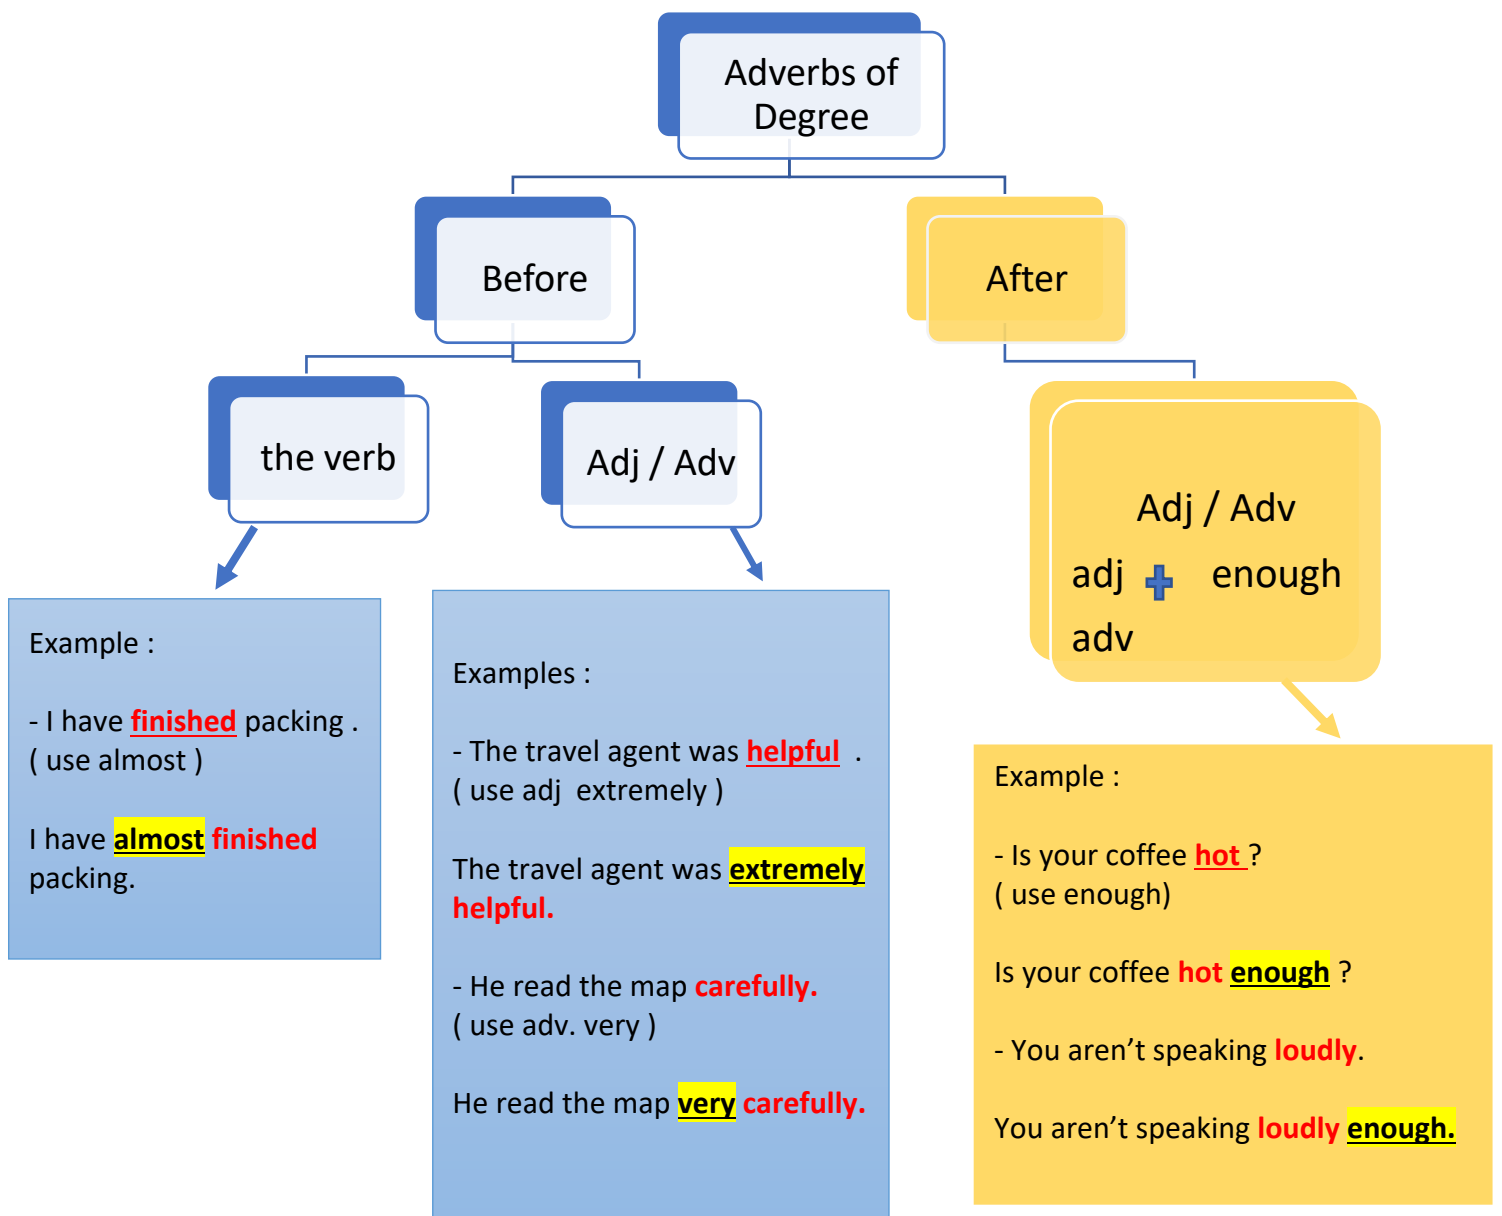 Adverbs of
Degree
Before
After
the verb
Adj / Adv
Adj / Adv
adj enough
adv
Example :
- I have finished packing .
( use almost )
I have almost finished
packing.
Examples :
- The travel agent was helpful .
( use adj extremely )
The travel agent was extremely
helpful.
- He read the map carefully.
( use adv. very )
He read the map very carefully.
Example :
- Is your coffee hot ?
( use enough)
Is your coffee hot enough ?
- You aren’t speaking loudly.
You aren’t speaking loudly enough.